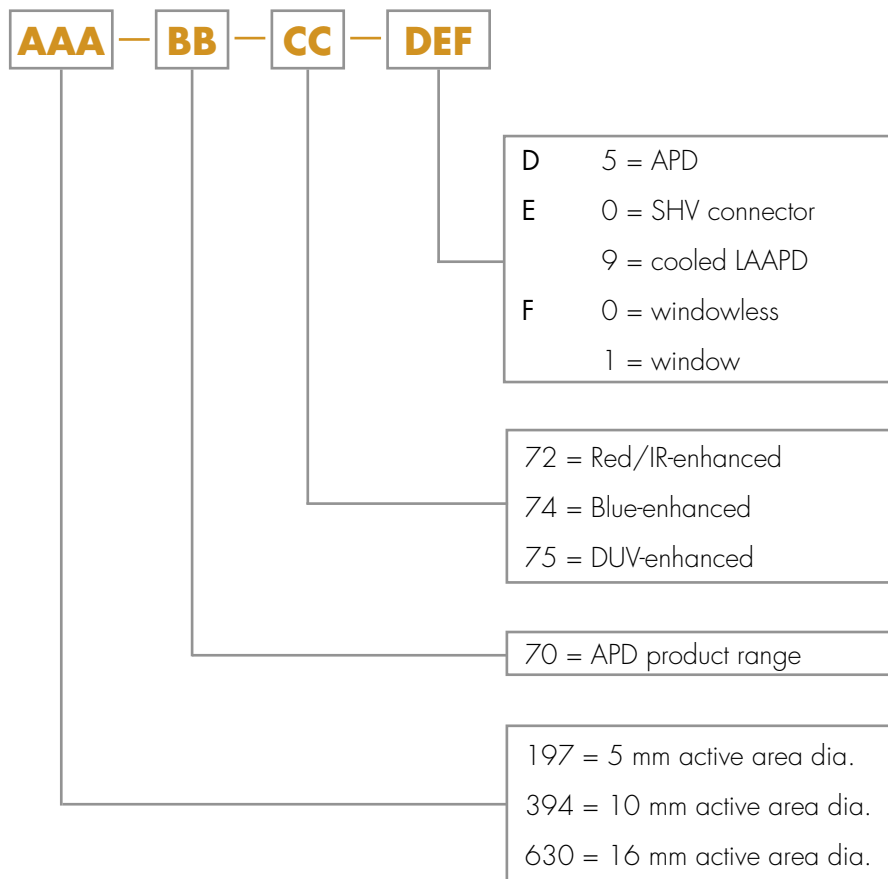 AAA — BB — CC — DEF
D 5 = APD
E 0 = SHV connector
9 = cooled LAAPD
F 0 = windowless
1 = window
72 = Red/IR-enhanced
74 = Blue-enhanced
75 = DUV-enhanced
70 = APD product range
197 = 5 mm active area dia.
394 = 10 mm active area dia.
630 = 16 mm active area dia.